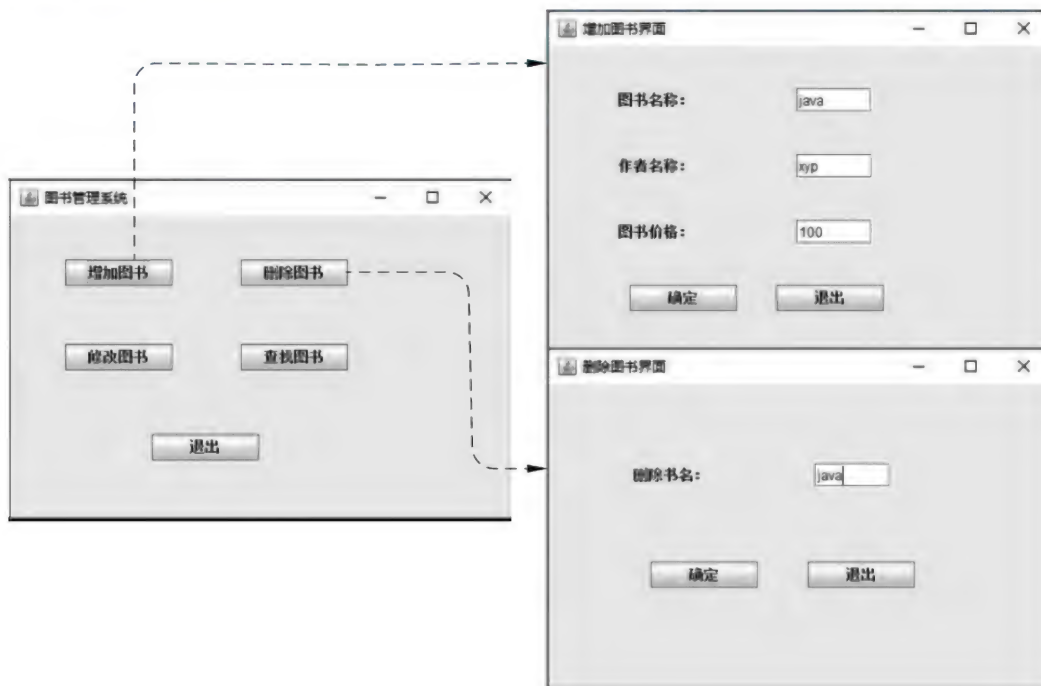 图书管理系统
增加图书 删除图书
修改图书 查找图书
退出
增加图书界面
图书名称： java
作者名称： xyp
图书价格： 100
确定 退出
删除图书界面
删除书名： java
确定 退出